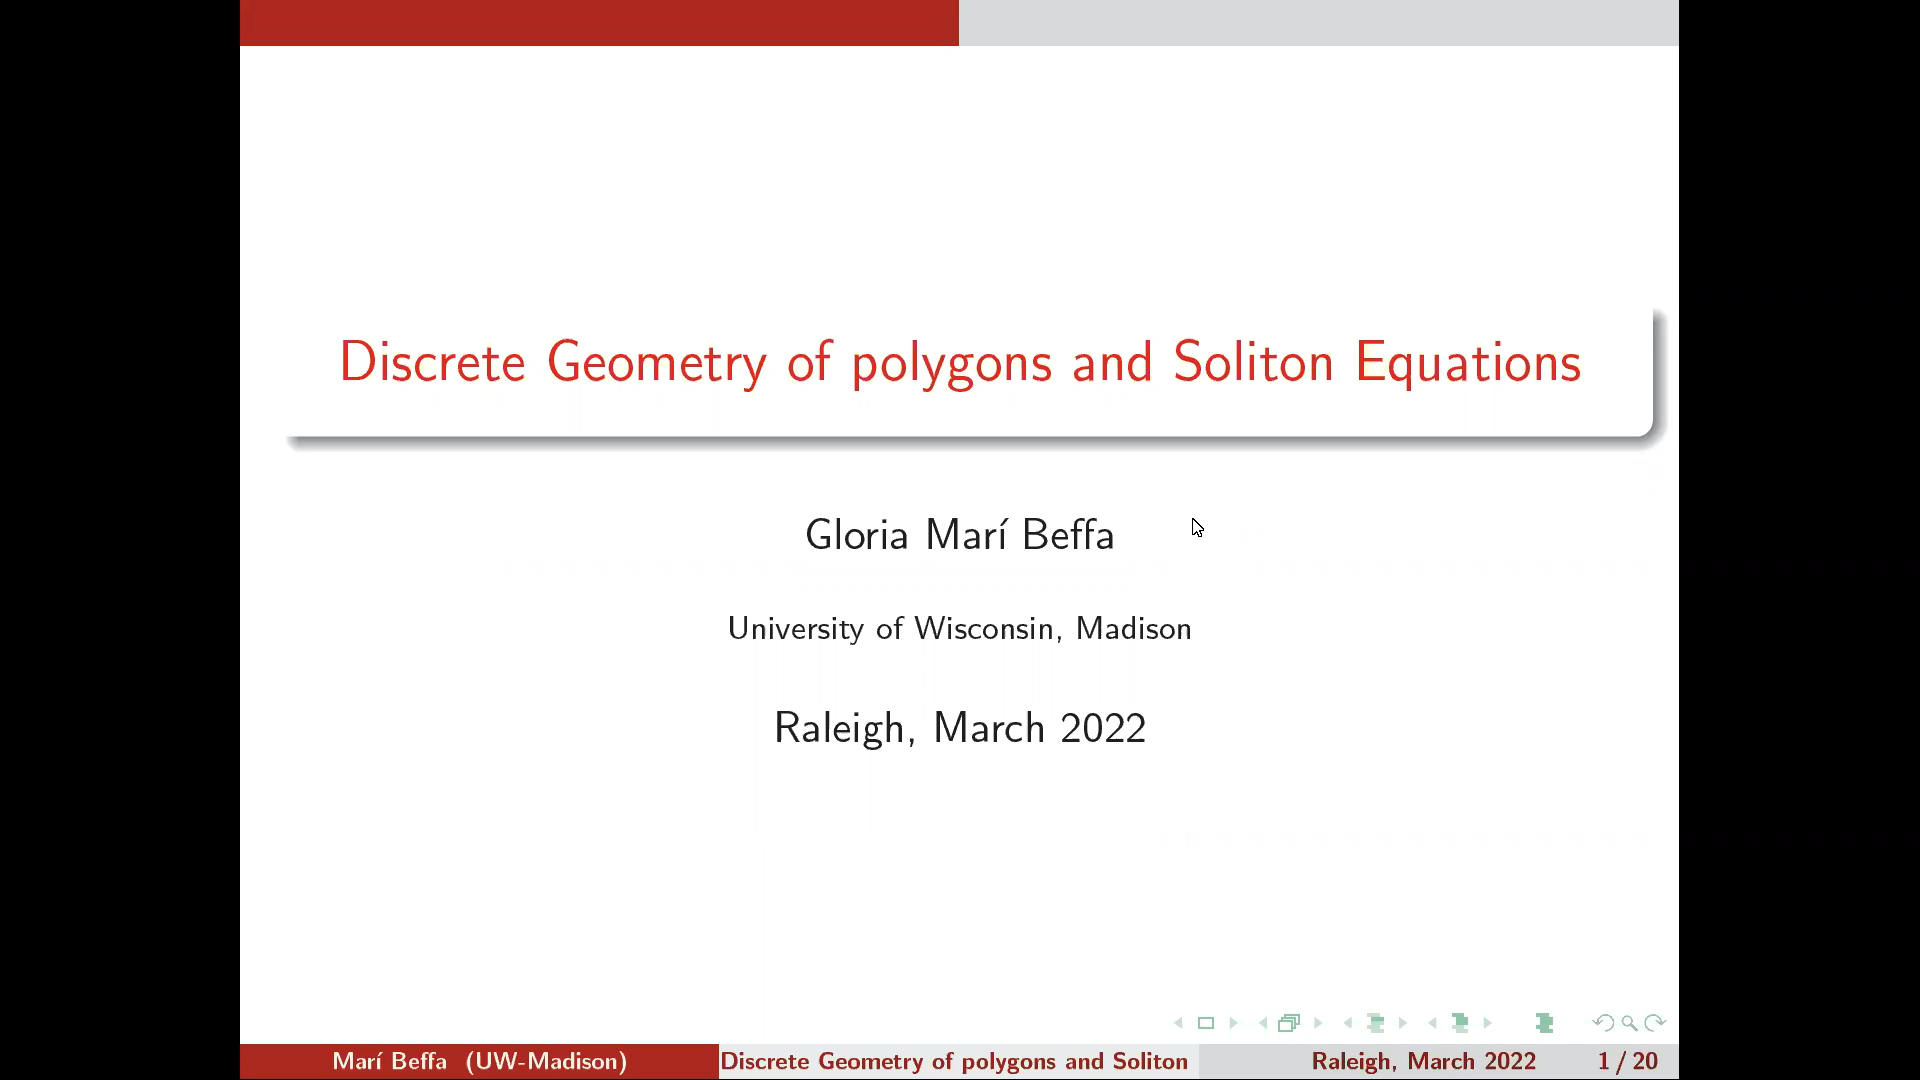 Discrete Geometry of polygons and Soliton Equations
Gloria Marí Beffa
University of Wisconsin, Madison
Raleigh, March 2022
Marí Beffa (UW-Madison) Discrete Geometry of polygons and Soliton Raleigh, March 2022 1 / 20